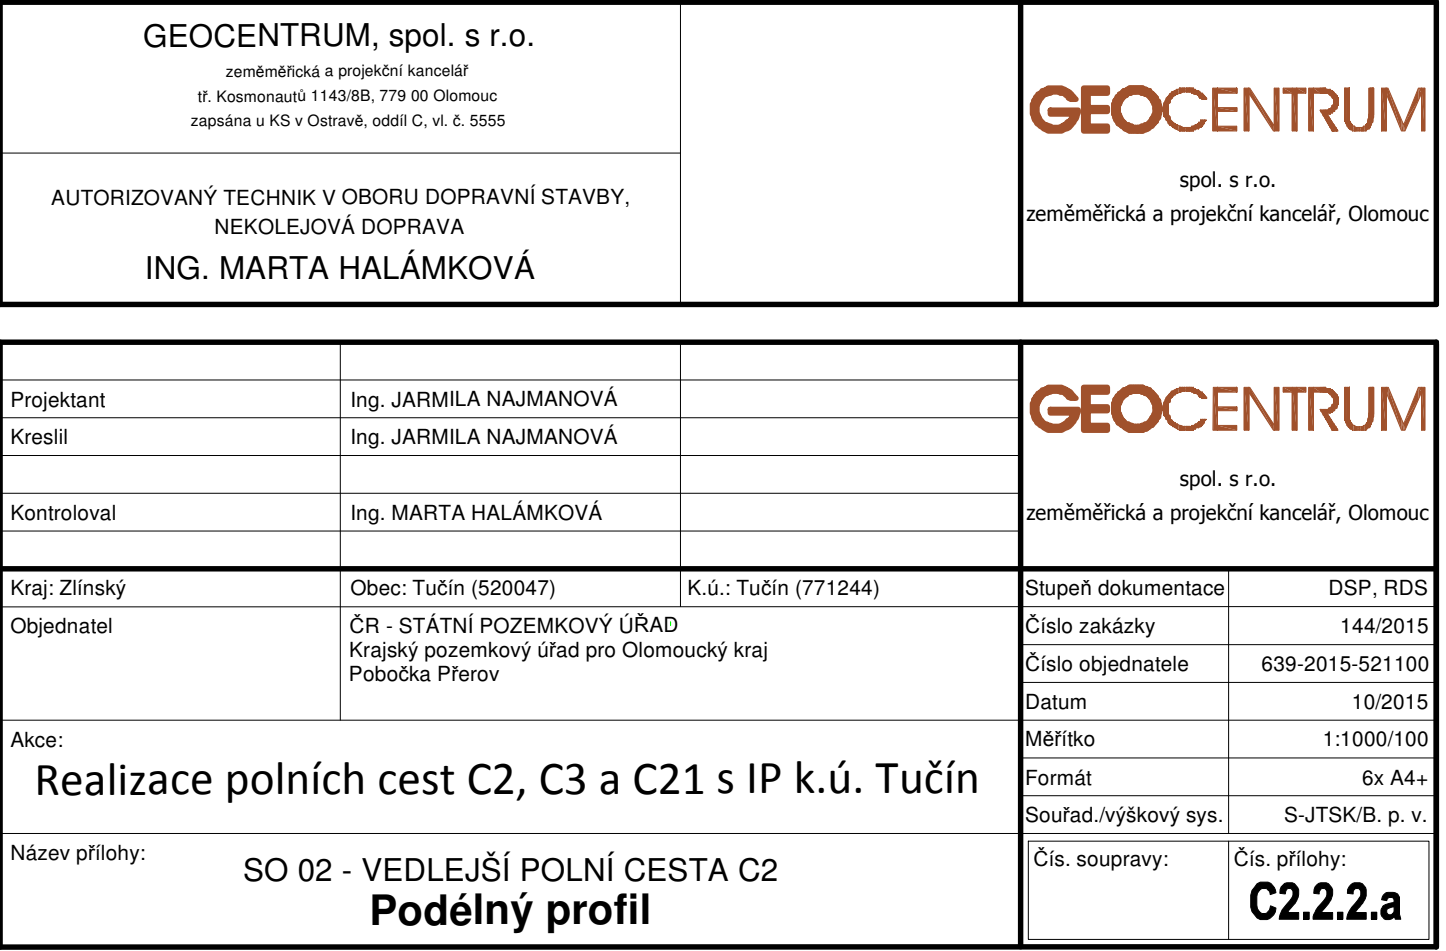 GEOCENTRUM, spol. s r.o.
zeměměřická a projekční kancelář
tř. Kosmonautů 1143/8B, 779 00 Olomouc
zapsána u KS v Ostravě, oddíl C, vl. č. 5555
AUTORIZOVANÝ TECHNIK V OBORU DOPRAVNÍ STAVBY,
NEKOLEJOVÁ DOPRAVA
ING. MARTA HALÁMKOVÁ
GEOCENTRUM
spol. s r.o.
zeměměřická a projekční kancelář, Olomouc
Projektant Ing. JARMILA NAJMANOVÁ
Kreslil Ing. JARMILA NAJMANOVÁ
Kontroloval Ing. MARTA HALÁMKOVÁ
GEOCENTRUM
spol. s r.o.
zeměměřická a projekční kancelář, Olomouc
Kraj: Zlínský Obec: Tučín (520047) K.ú.: Tučín (771244)
Objednatel ČR - STÁTNÍ POZEMKOVÝ ÚŘAD
Krajský pozemkový úřad pro Olomoucký kraj
Pobočka Přerov
Akce:
Realizace polních cest C2, C3 a C21 s IP k.ú. Tučín
Název přílohy:
SO 02 - VEDLEJŠÍ POLNÍ CESTA C2
Podélný profil
Stupeň dokumentace DSP, RDS
Číslo zakázky 144/2015
Číslo objednatele 639-2015-521100
Datum 10/2015
Měřítko 1:1000/100
Formát 6x A4+
Souřad./výškový sys. S-JTSK/B. p. v.
Čís. soupravy: Čís. přílohy:
C2.2.2.a